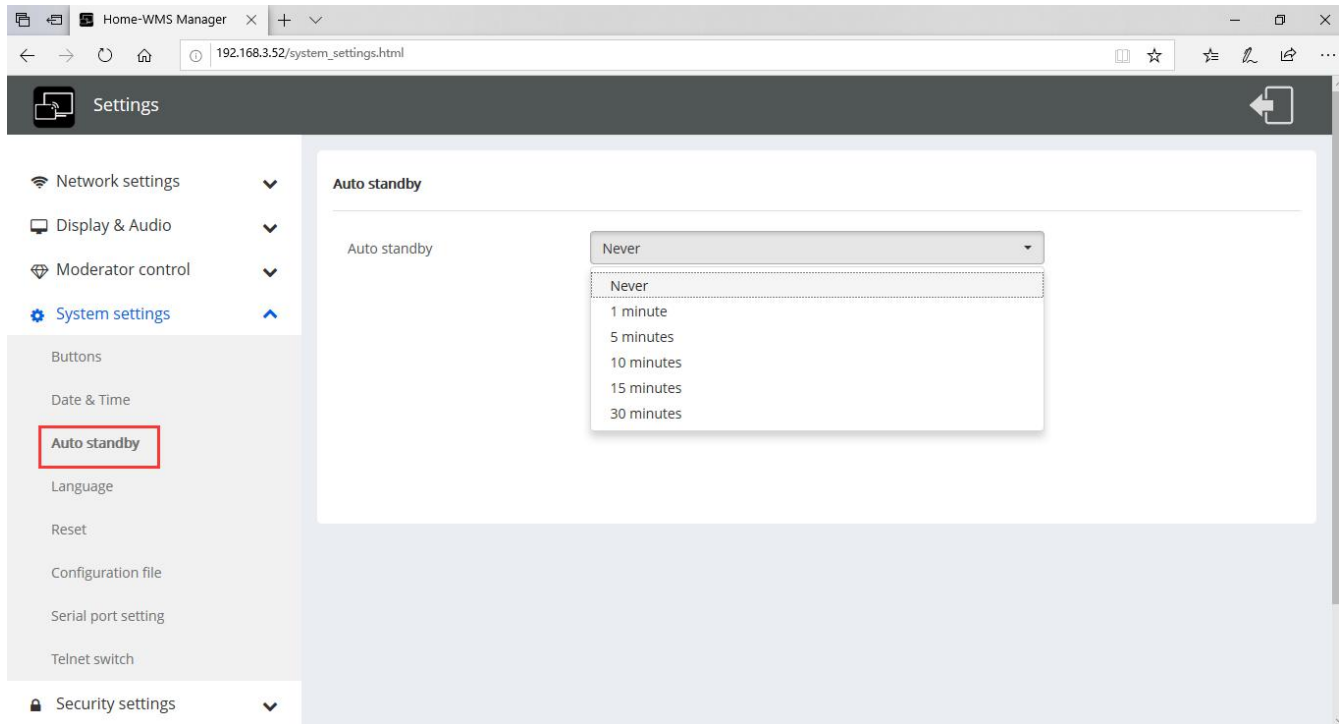 Home-WMS Manager
192.168.3.52/system_settings.html
Settings
Network settings
Display & Audio
Moderator control
System settings
Buttons
Date & Time
Auto standby
Language
Reset
Configuration file
Serial port setting
Telnet switch
Security settings
Auto standby
Auto standby
Never
Never
1 minute
5 minutes
10 minutes
15 minutes
30 minutes